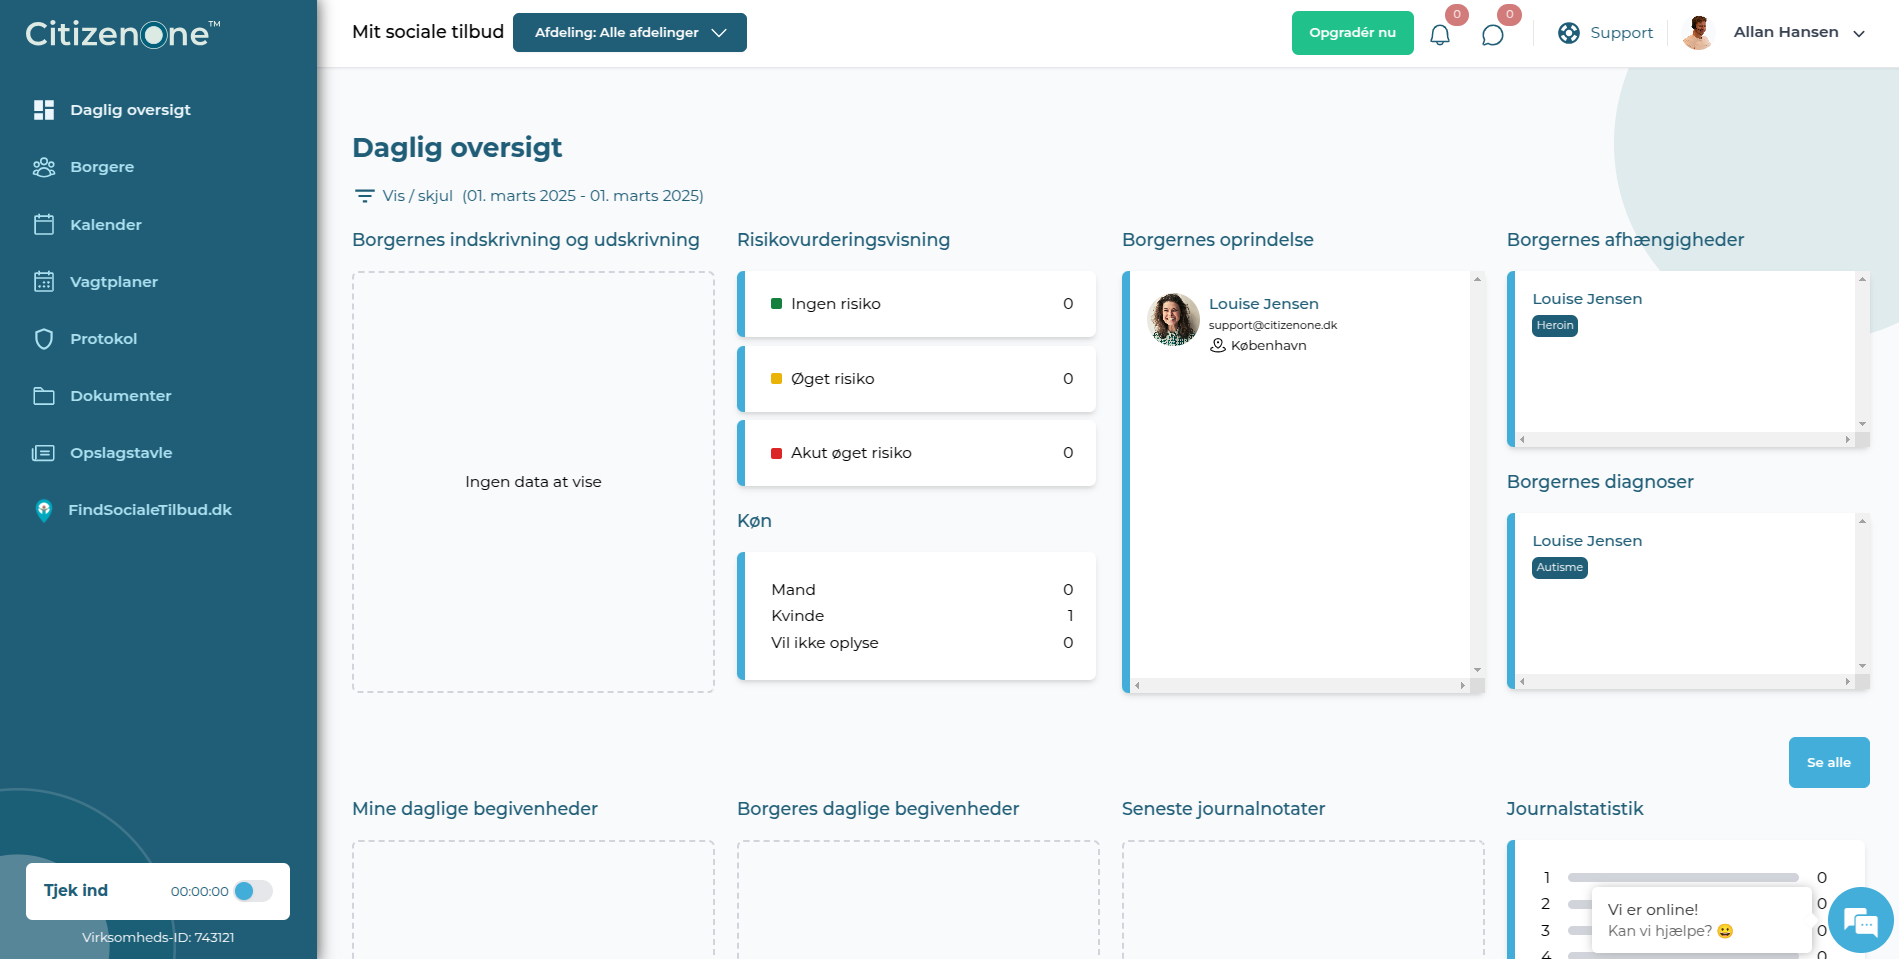 CitizenOne™
Mit sociale tilbud
Afdeling: Alle afdelinger
Opgradér nu
0
0
Support
Allan Hansen
Daglig oversigt
Borgere
Kalender
Vagtplaner
Protokol
Dokumenter
Opslagstavle
FindSocialeTilbud.dk
Tjek ind
00:00:00
Virksomheds-ID: 743121
Daglig oversigt
Vis / skjul (01. marts 2025 - 01. marts 2025)
Borgernes indskrivning og udskrivning
Ingen data at vise
Risikovurderingsvisning
Ingen risiko 0
Øget risiko 0
Akut øget risiko 0
Køn
Mand 0
Kvinde 1
Vil ikke oplyse 0
Borgernes oprindelse
Louise Jensen
support@citizenone.dk
København
Borgernes afhængigheder
Louise Jensen
Heroin
Borgernes diagnoser
Louise Jensen
Autisme
Se alle
Mine daglige begivenheder
Borgeres daglige begivenheder
Seneste journalnotater
Journalstatistik
1 0
2 0
3 0
4 0
Vi er online!
Kan vi hjælpe? 😀